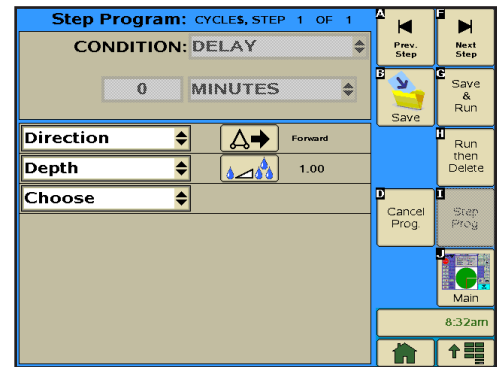 Step Program: CYCLES, STEP 1 OF 1
CONDITION: DELAY
0 MINUTES
Direction Forward
Depth 1.00
Choose
A
Prev.
Step
F
Next
Step
B
Save
G
Save
&
Run
H
Run
then
Delete
D
Cancel
Prog.
I
Step
Prog
J
Main
8:32am